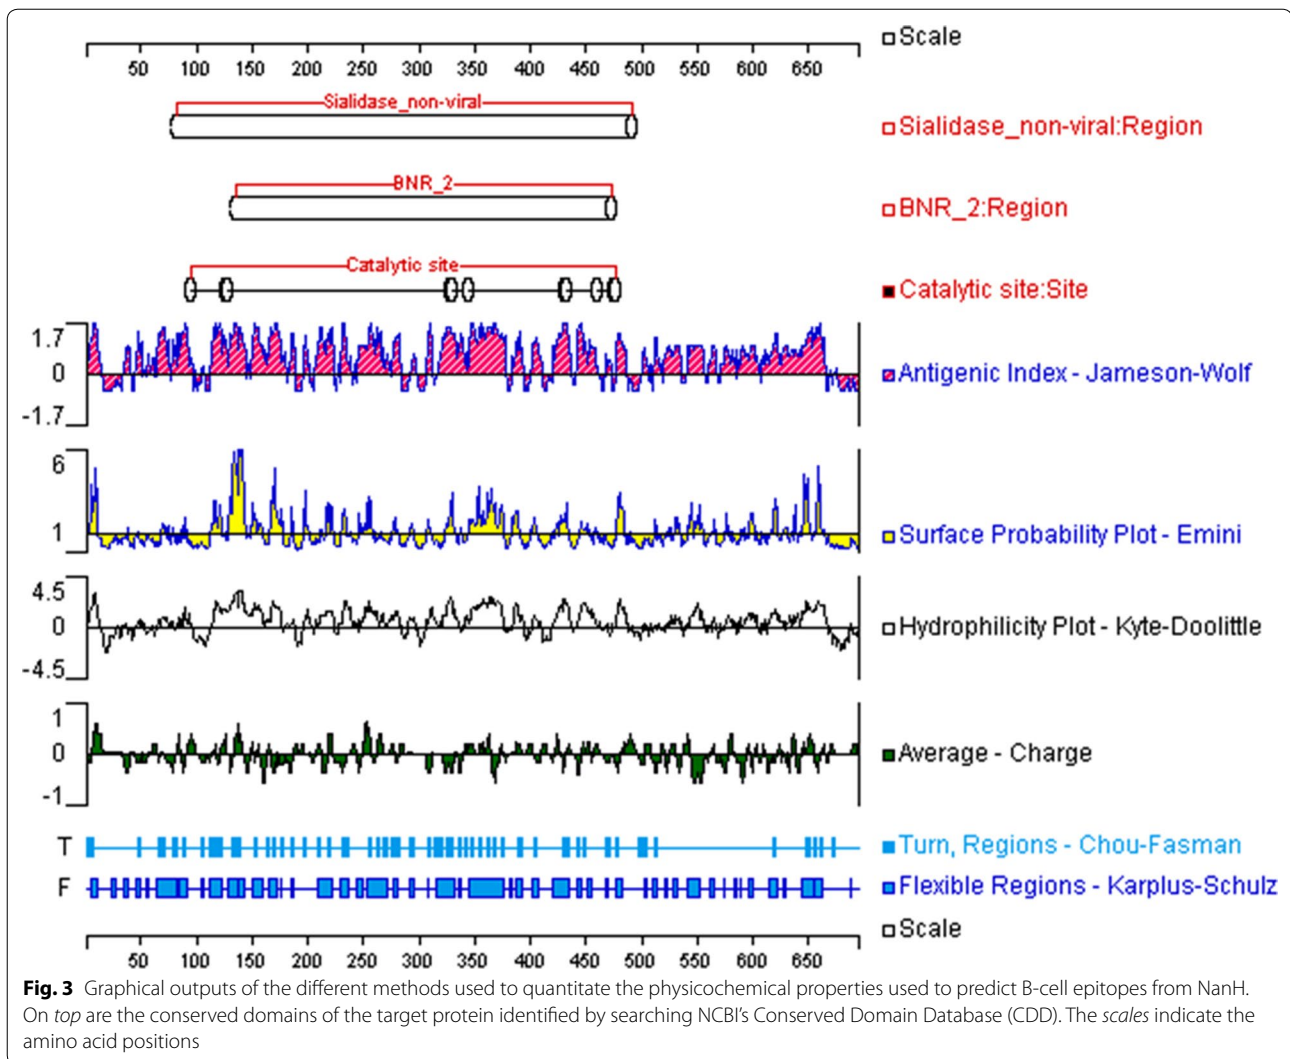 50 100 150 200 250 300 350 400 450 500 550 600 650
Scale
Sialidase_non-viral
Sialidase_non-viral:Region
BNR_2
BNR_2:Region
Catalytic site
Catalytic site:Site
1.7
0
-1.7
Antigenic Index - Jameson-Wolf
6
1
Surface Probability Plot - Emini
4.5
0
-4.5
Hydrophilicity Plot - Kyte-Doolittle
1
0
-1
Average - Charge
T
Turn, Regions - Chou-Fasman
F
Flexible Regions - Karplus-Schulz
Scale
50 100 150 200 250 300 350 400 450 500 550 600 650
Fig. 3 Graphical outputs of the different methods used to quantitate the physicochemical properties used to predict B-cell epitopes from NanH.
On top are the conserved domains of the target protein identified by searching NCBI's Conserved Domain Database (CDD). The scales indicate the
amino acid positions